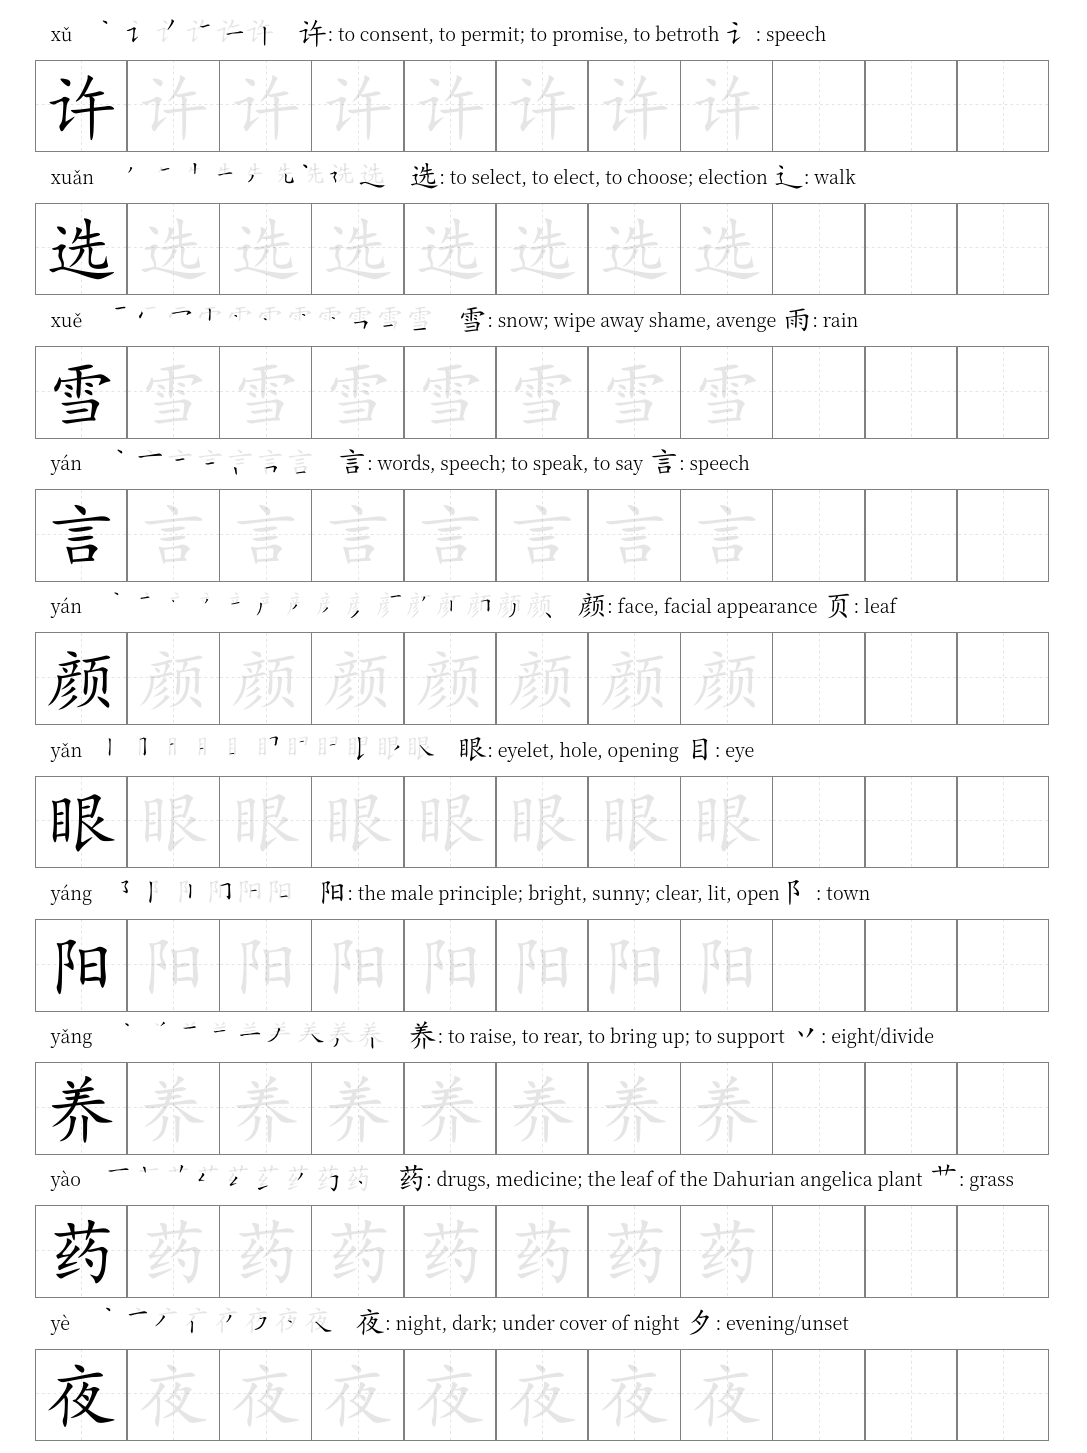 xǔ 许: to consent, to permit; to promise, to betroth 讠: speech
许 许 许 许 许 许 许 许
xuǎn 选: to select, to elect, to choose; election 辶: walk
选 选 选 选 选 选 选 选
xuě 雪: snow; wipe away shame, avenge 雨: rain
雪 雪 雪 雪 雪 雪 雪 雪
yán 言: words, speech; to speak, to say 言: speech
言 言 言 言 言 言 言 言
yán 颜: face, facial appearance 页: leaf
颜 颜 颜 颜 颜 颜 颜 颜
yǎn 眼: eyelet, hole, opening 目: eye
眼 眼 眼 眼 眼 眼 眼 眼
yáng 阳: the male principle; bright, sunny; clear, lit, open 阝: town
阳 阳 阳 阳 阳 阳 阳 阳
yǎng 养: to raise, to rear, to bring up; to support 丷: eight/divide
养 养 养 养 养 养 养 养
yào 药: drugs, medicine; the leaf of the Dahurian angelica plant 艹: grass
药 药 药 药 药 药 药 药
yè 夜: night, dark; under cover of night 夕: evening/unset
夜 夜 夜 夜 夜 夜 夜 夜